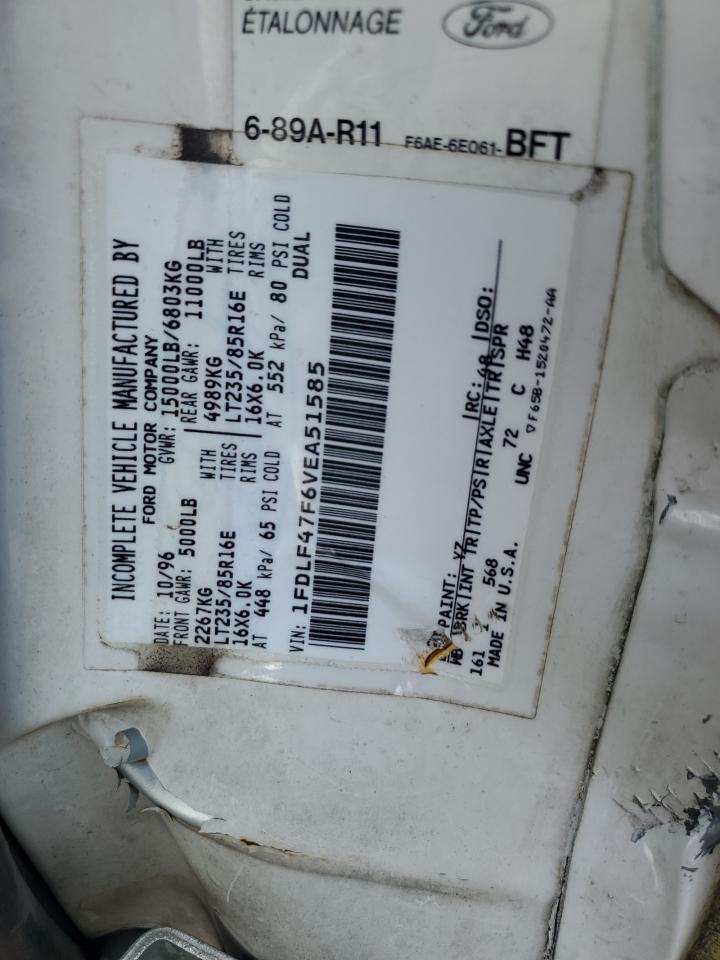 ÉTALONNAGE
Ford
6-89A-R11 F6AE-6E061-BFT
INCOMPLETE VEHICLE MANUFACTURED BY
FORD MOTOR COMPANY
DATE: 10/96 GVWR: 15000LB/6803KG
FRONT GAWR: 5000LB REAR GAWR: 11000LB
2267KG WITH 4989KG WITH
LT235/85R16E TIRES LT235/85R16E TIRES
16X6.0K RIMS 16X6.0K RIMS
AT 448 kPa/ 65 PSI COLD AT 552 kPa/ 80 PSI COLD
VIN: 1FDLF47F6VEA51585 DUAL
PAINT: YZ RC: 48 DSO:
WB BRK INT TR TP/PS R AXLE TR SPR
161 568 72 C H48
MADE IN U.S.A. UNC
▽F65B-1520472-AA